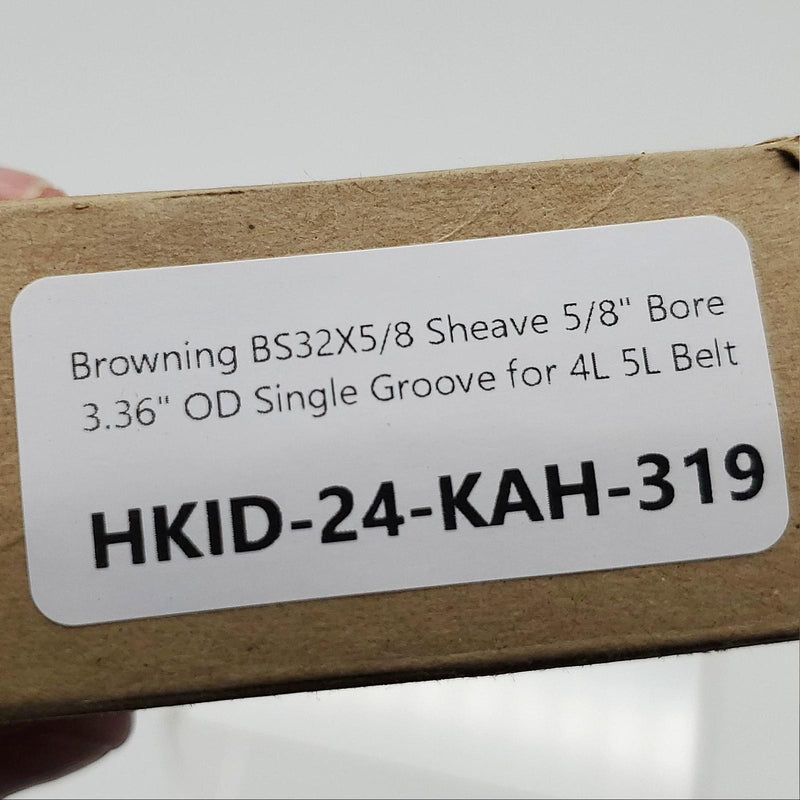 Browning BS32X5/8 Sheave 5/8" Bore
3.36" OD Single Groove for 4L 5L Belt
HKID-24-KAH-319